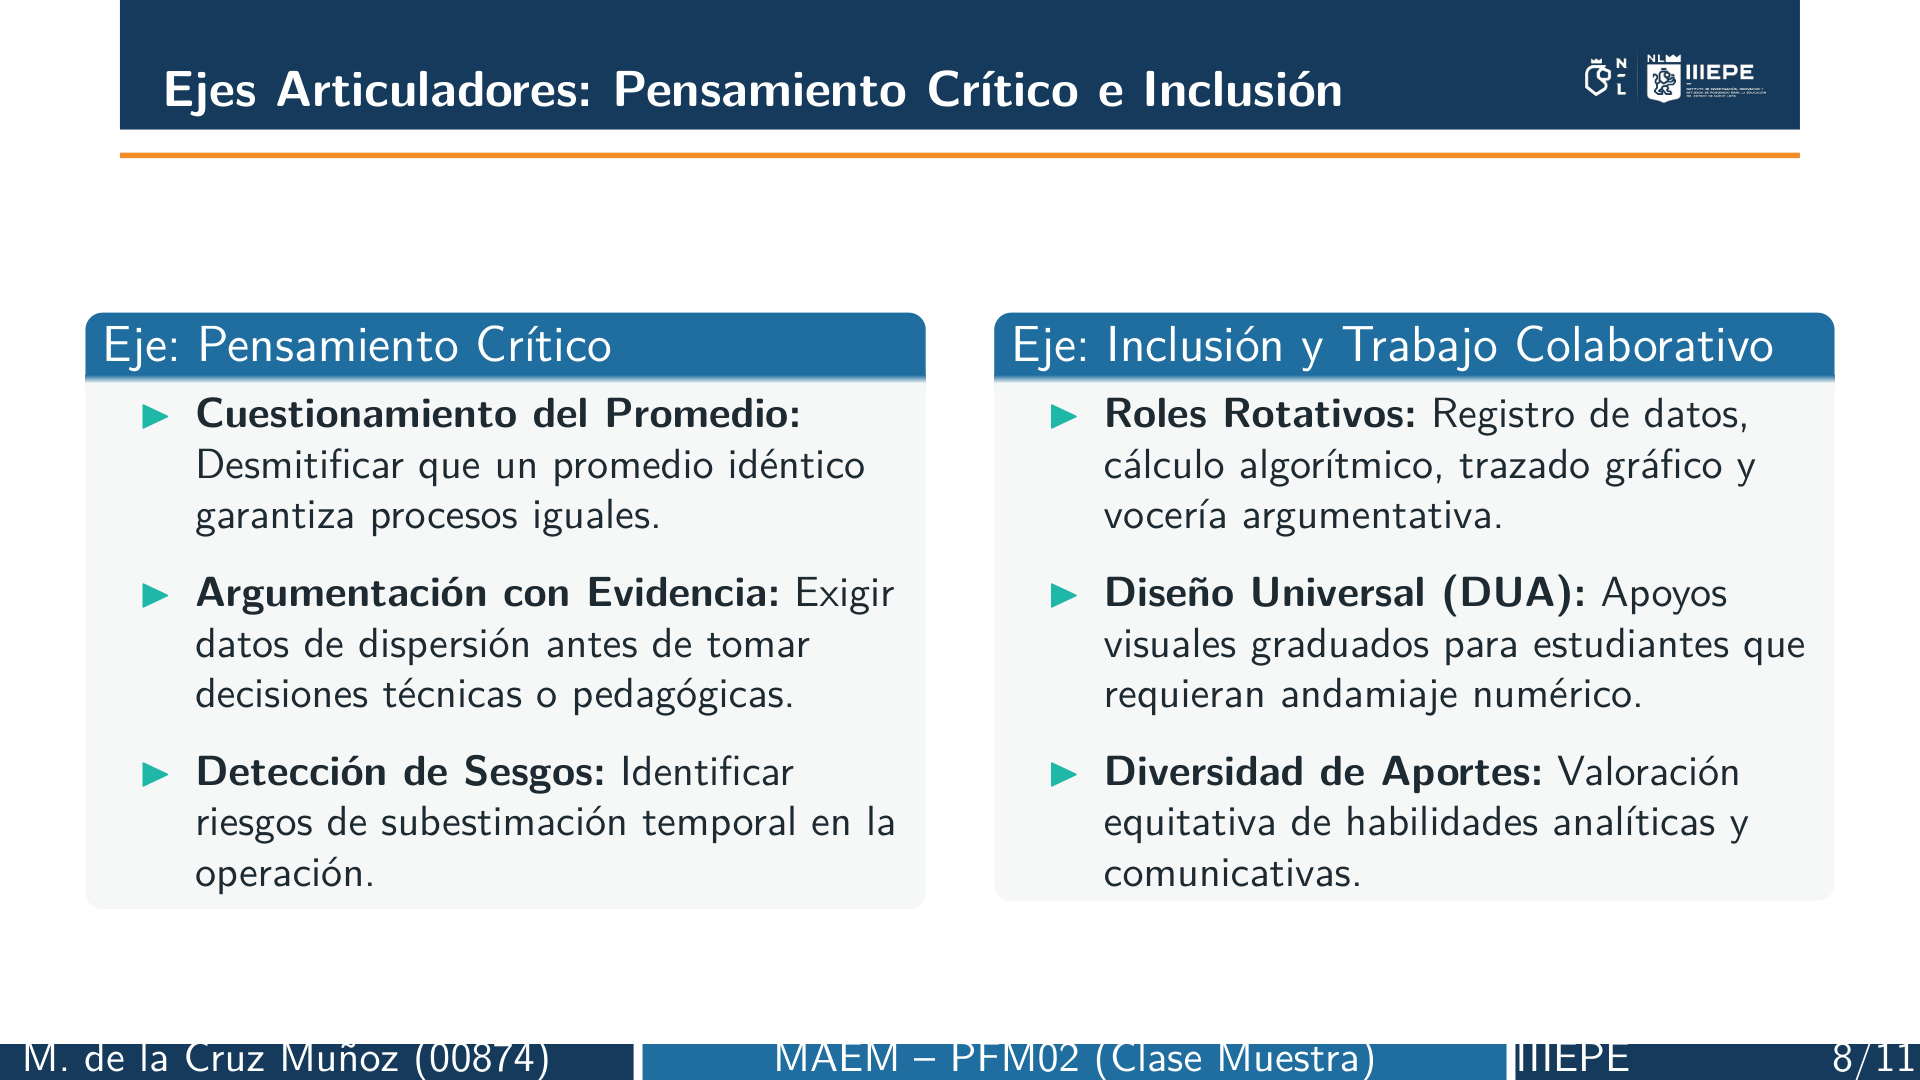 Ejes Articuladores: Pensamiento Crítico e Inclusión
N
L
NL
IIIEPE
Eje: Pensamiento Crítico
Cuestionamiento del Promedio:
Desmitificar que un promedio idéntico
garantiza procesos iguales.
Argumentación con Evidencia: Exigir
datos de dispersión antes de tomar
decisiones técnicas o pedagógicas.
Detección de Sesgos: Identificar
riesgos de subestimación temporal en la
operación.
Eje: Inclusión y Trabajo Colaborativo
Roles Rotativos: Registro de datos,
cálculo algorítmico, trazado gráfico y
vocería argumentativa.
Diseño Universal (DUA): Apoyos
visuales graduados para estudiantes que
requieran andamiaje numérico.
Diversidad de Aportes: Valoración
equitativa de habilidades analíticas y
comunicativas.
M. de la Cruz Muñoz (00874)
MAEM – PFM02 (Clase Muestra)
IIIEPE
8/11